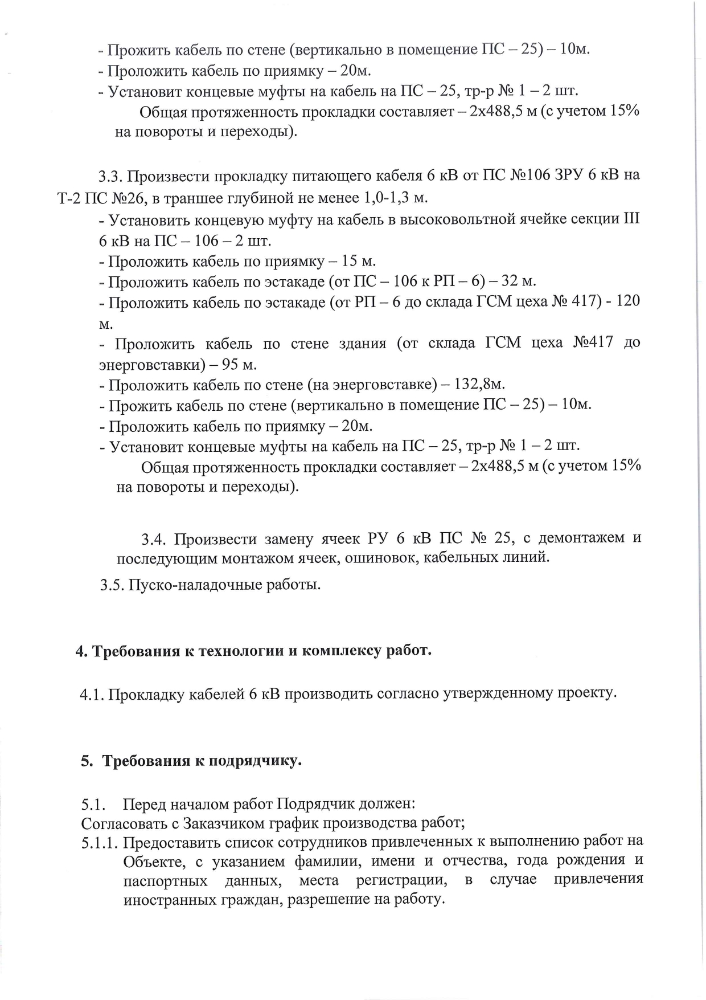 - Прожить кабель по стене (вертикально в помещение ПС – 25) – 10м.
- Проложить кабель по приямку – 20м.
- Установит концевые муфты на кабель на ПС – 25, тр-р № 1 – 2 шт.
Общая протяженность прокладки составляет – 2х488,5 м (с учетом 15%
на повороты и переходы).
3.3. Произвести прокладку питающего кабеля 6 кВ от ПС №106 ЗРУ 6 кВ на
Т-2 ПС №26, в траншее глубиной не менее 1,0-1,3 м.
- Установить концевую муфту на кабель в высоковольтной ячейке секции III
6 кВ на ПС – 106 – 2 шт.
- Проложить кабель по приямку – 15 м.
- Проложить кабель по эстакаде (от ПС – 106 к РП – 6) – 32 м.
- Проложить кабель по эстакаде (от РП – 6 до склада ГСМ цеха № 417) - 120
м.
- Проложить кабель по стене здания (от склада ГСМ цеха №417 до
энерговставки) – 95 м.
- Проложить кабель по стене (на энерговставке) – 132,8м.
- Прожить кабель по стене (вертикально в помещение ПС – 25) – 10м.
- Проложить кабель по приямку – 20м.
- Установит концевые муфты на кабель на ПС – 25, тр-р № 1 – 2 шт.
Общая протяженность прокладки составляет – 2х488,5 м (с учетом 15%
на повороты и переходы).
3.4. Произвести замену ячеек РУ 6 кВ ПС № 25, с демонтажем и
последующим монтажом ячеек, ошиновок, кабельных линий.
3.5. Пуско-наладочные работы.
4. Требования к технологии и комплексу работ.
4.1. Прокладку кабелей 6 кВ производить согласно утвержденному проекту.
5. Требования к подрядчику.
5.1. Перед началом работ Подрядчик должен:
Согласовать с Заказчиком график производства работ;
5.1.1. Предоставить список сотрудников привлеченных к выполнению работ на
Объекте, с указанием фамилии, имени и отчества, года рождения и
паспортных данных, места регистрации, в случае привлечения
иностранных граждан, разрешение на работу.